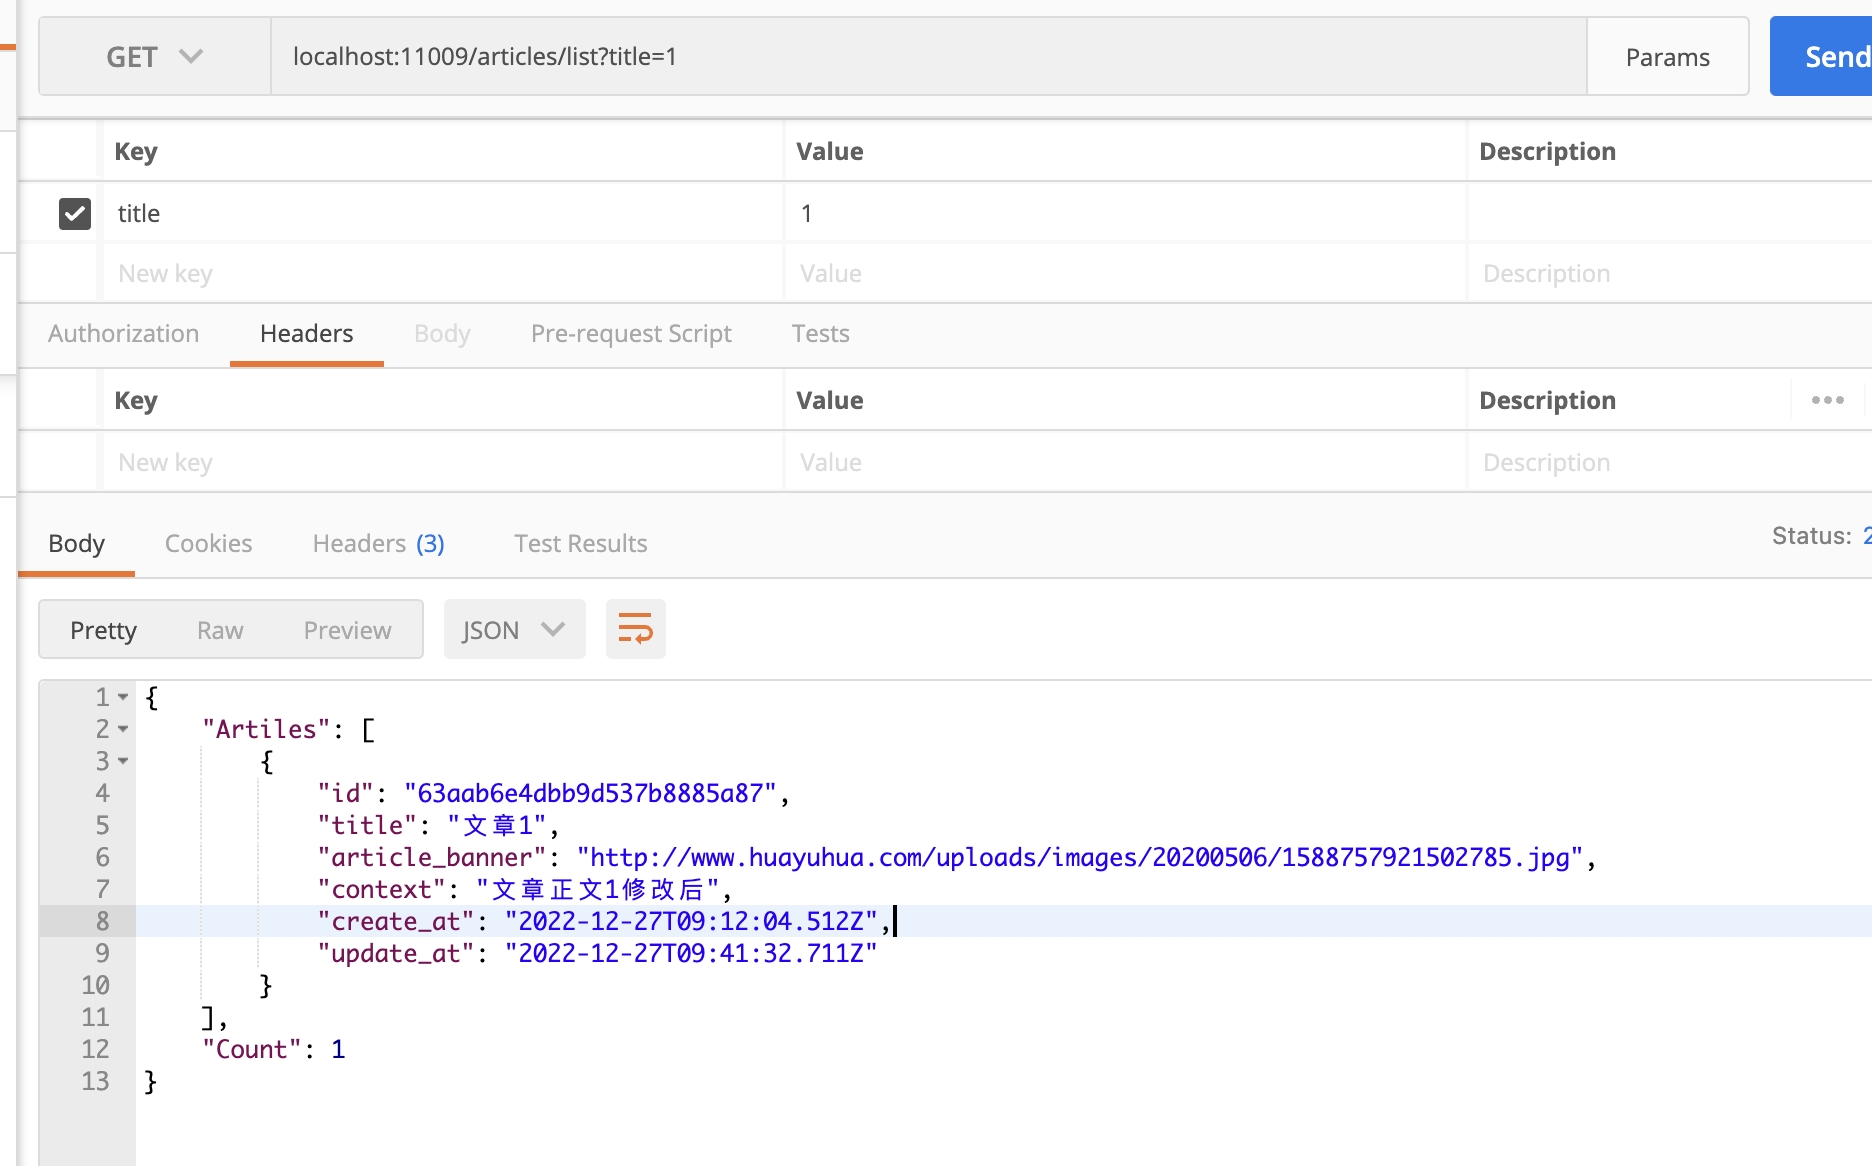 GET localhost:11009/articles/list?title=1 Params Send
Key Value Description
title 1
New key Value Description
Authorization Headers Body Pre-request Script Tests
Key Value Description
New key Value Description
Body Cookies Headers (3) Test Results Status: 2
Pretty Raw Preview JSON
1 {
2 "Artiles": [
3 {
4 "id": "63aab6e4dbb9d537b8885a87",
5 "title": "文章1",
6 "article_banner": "http://www.huayuhua.com/uploads/images/20200506/1588757921502785.jpg",
7 "context": "文章正文1修改后",
8 "create_at": "2022-12-27T09:12:04.512Z",
9 "update_at": "2022-12-27T09:41:32.711Z"
10 }
11 ],
12 "Count": 1
13 }